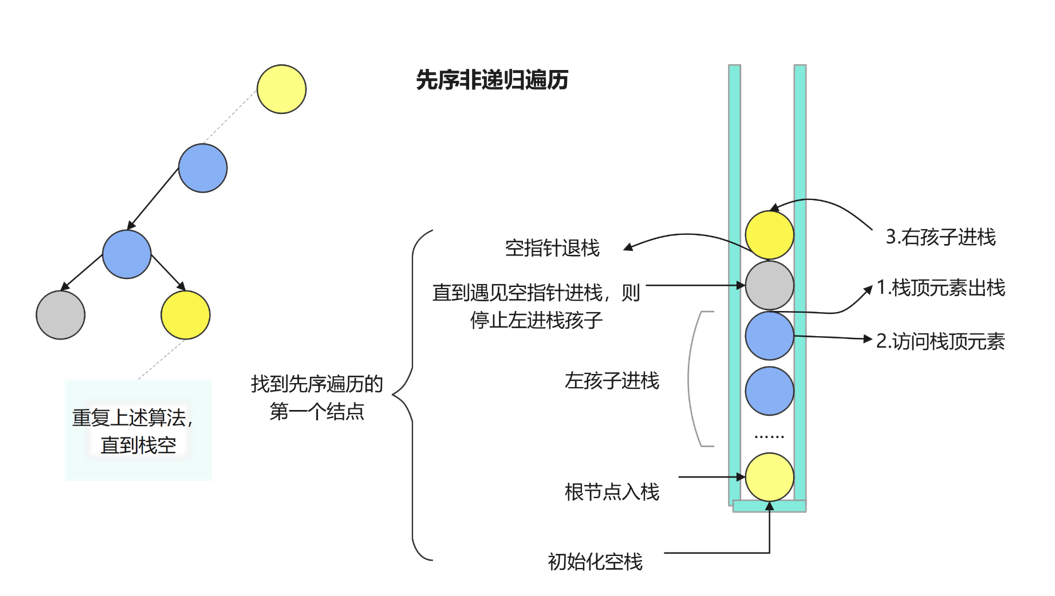 先序非递归遍历
空指针退栈
3.右孩子进栈
直到遇见空指针进栈，则
停止左进栈孩子
1.栈顶元素出栈
2.访问栈顶元素
左孩子进栈
找到先序遍历的
第一个结点
重复上述算法，
直到栈空
……
根节点入栈
初始化空栈